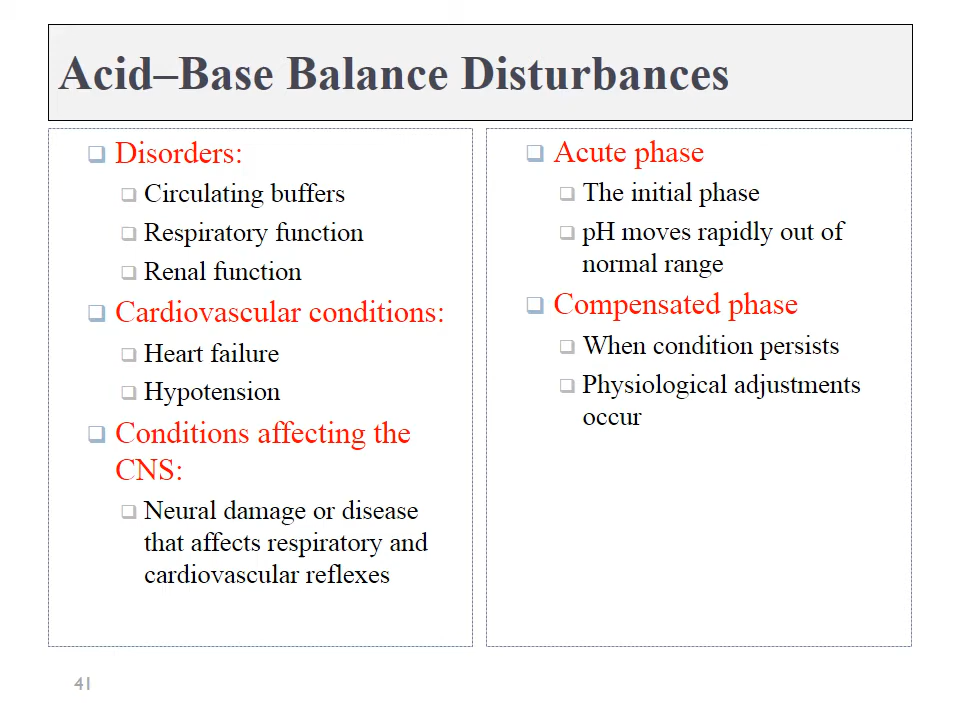 Acid–Base Balance Disturbances
Disorders:
Circulating buffers
Respiratory function
Renal function
Cardiovascular conditions:
Heart failure
Hypotension
Conditions affecting the
CNS:
Neural damage or disease
that affects respiratory and
cardiovascular reflexes
Acute phase
The initial phase
pH moves rapidly out of
normal range
Compensated phase
When condition persists
Physiological adjustments
occur
41